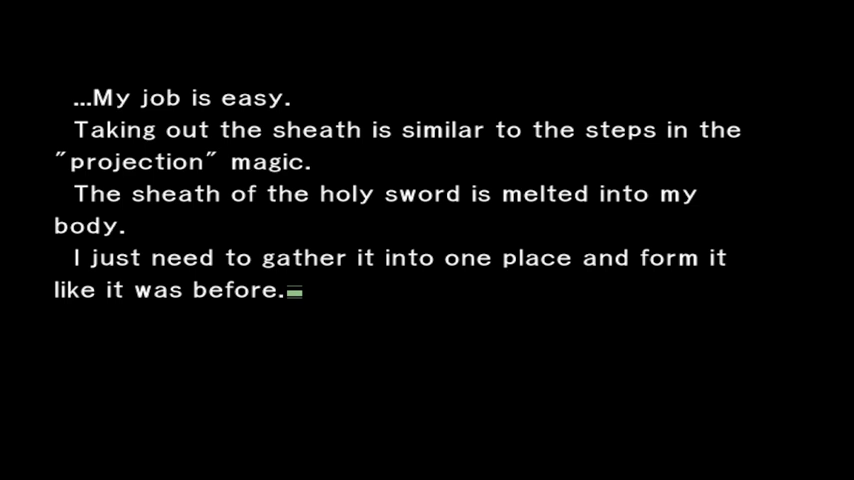 ...My job is easy.
Taking out the sheath is similar to the steps in the
"projection" magic.
The sheath of the holy sword is melted into my
body.
I just need to gather it into one place and form it
like it was before.